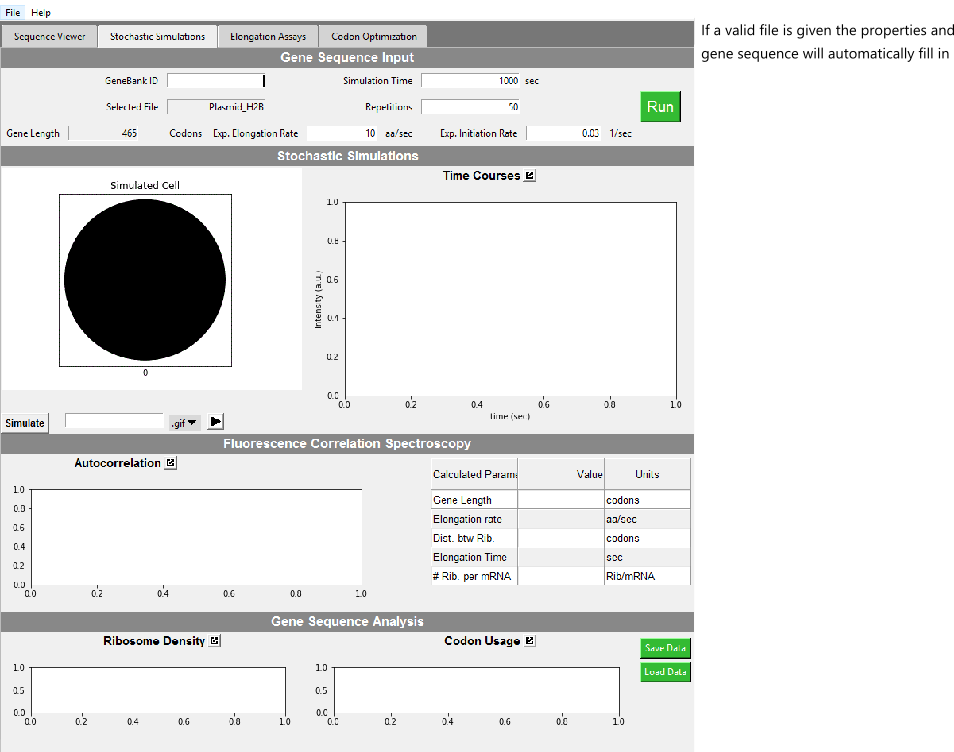 File Help
If a valid file is given the properties and
gene sequence will automatically fill in
Sequence Viewer Stochastic Simulations Elongation Assays Codon Optimization
Gene Sequence Input
GeneBank ID Simulation Time 1000 sec
Selected File Plasmid_H2B Repetitions 50
Run
Gene Length 465 Codons Exp. Elongation Rate 10 aa/sec Exp. Initiation Rate 0.03 1/sec
Stochastic Simulations
Simulated Cell
0
Time Courses
1.0
0.8
0.6
0.4
0.2
0.0
Intensity (a.u.)
0.0 0.2 0.4 0.6 0.8 1.0
Time (sec)
Simulate .gif
Fluorescence Correlation Spectroscopy
Autocorrelation
1.0
0.8
0.6
0.4
0.2
0.0
0.0 0.2 0.4 0.6 0.8 1.0
Calculated Parame Value Units
Gene Length codons
Elongation rate aa/sec
Dist. btw Rib. codons
Elongation Time sec
# Rib. per mRNA Rib/mRNA
Gene Sequence Analysis
Ribosome Density
1.0
0.5
0.0
0.0 0.2 0.4 0.6 0.8 1.0
Codon Usage
1.0
0.5
0.0
0.0 0.2 0.4 0.6 0.8 1.0
Save Data
Load Data